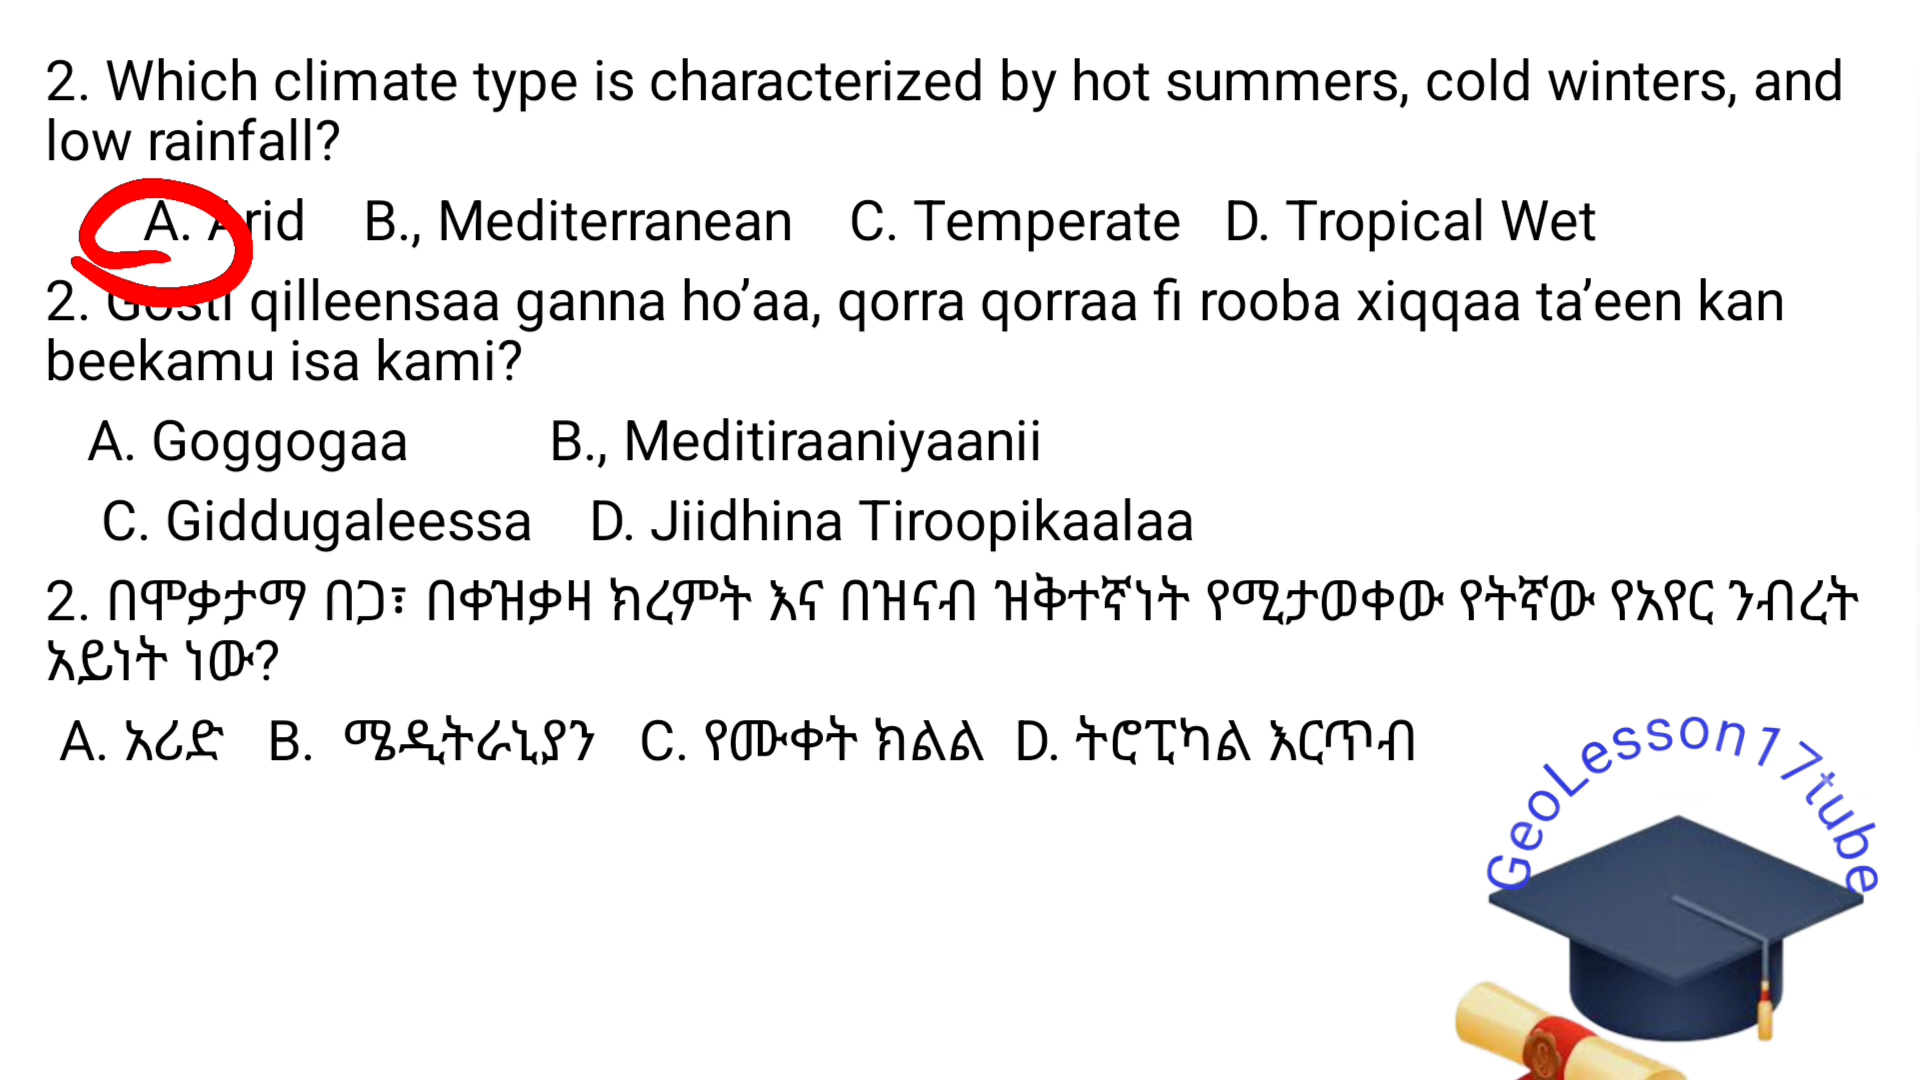 2. Which climate type is characterized by hot summers, cold winters, and
low rainfall?
A. Arid B., Mediterranean C. Temperate D. Tropical Wet
2. Gosti qilleensaa ganna ho’aa, qorra qorraa fi rooba xiqqaa ta’een kan
beekamu isa kami?
A. Goggogaa B., Meditiraaniyaanii
C. Giddugaleessa D. Jiidhina Tiroopikaalaa
2. በሞቃታማ በጋ፣ በቀዝቃዛ ክረምት እና በዝናብ ዝቅተኛነት የሚታወቀው የትኛው የአየር ንብረት
አይነት ነው?
A. አሪድ B. ሜዲትራኒያን C. የሙቀት ክልል D. ትሮፒካል እርጥብ
GeoLesson17tube